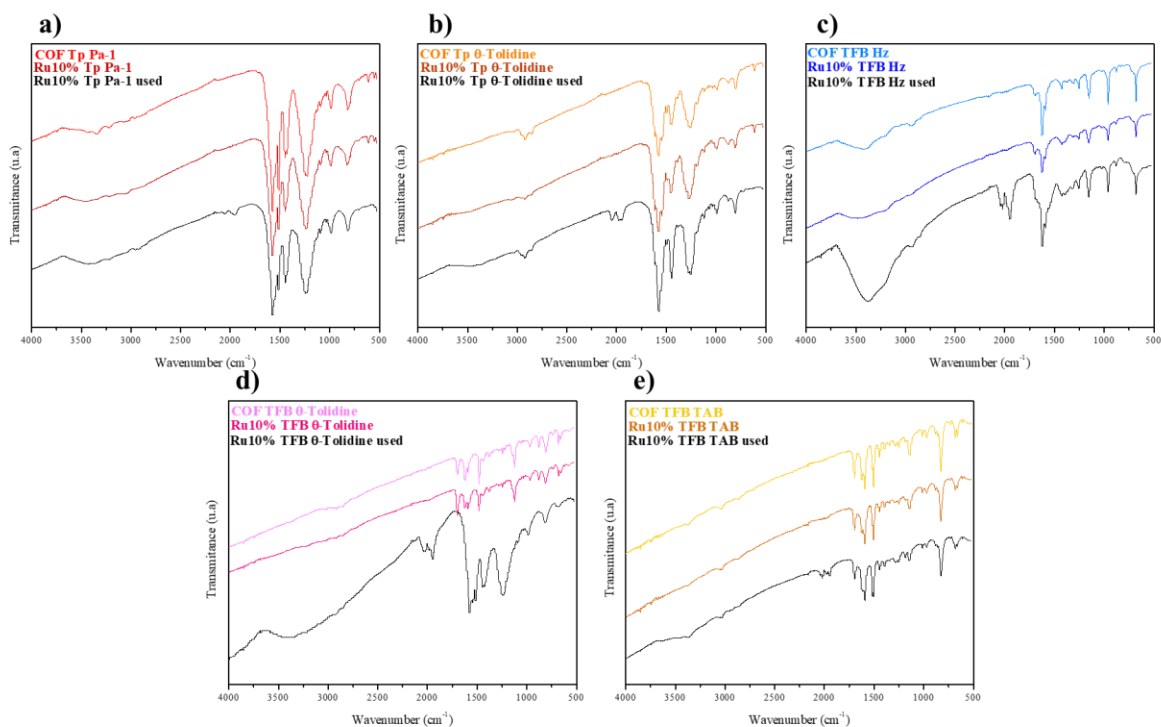 a)
COF Tp Pa-1
Ru10% Tp Pa-1
Ru10% Tp Pa-1 used
Transmitance (u.a)
4000 3500 3000 2500 2000 1500 1000 500
Wavenumber (cm-1)
b)
COF Tp θ-Tolidine
Ru10% Tp θ-Tolidine
Ru10% Tp θ-Tolidine used
Transmitance (u.a)
4000 3500 3000 2500 2000 1500 1000 500
Wavenumber (cm-1)
c)
COF TFB Hz
Ru10% TFB Hz
Ru10% TFB Hz used
Transmitance (u.a)
4000 3500 3000 2500 2000 1500 1000 500
Wavenumber (cm-1)
d)
COF TFB θ-Tolidine
Ru10% TFB θ-Tolidine
Ru10% TFB θ-Tolidine used
Transmitance (u.a)
4000 3500 3000 2500 2000 1500 1000 500
Wavenumber (cm-1)
e)
COF TFB TAB
Ru10% TFB TAB
Ru10% TFB TAB used
Transmitance (u.a)
4000 3500 3000 2500 2000 1500 1000 500
Wavenumber (cm-1)